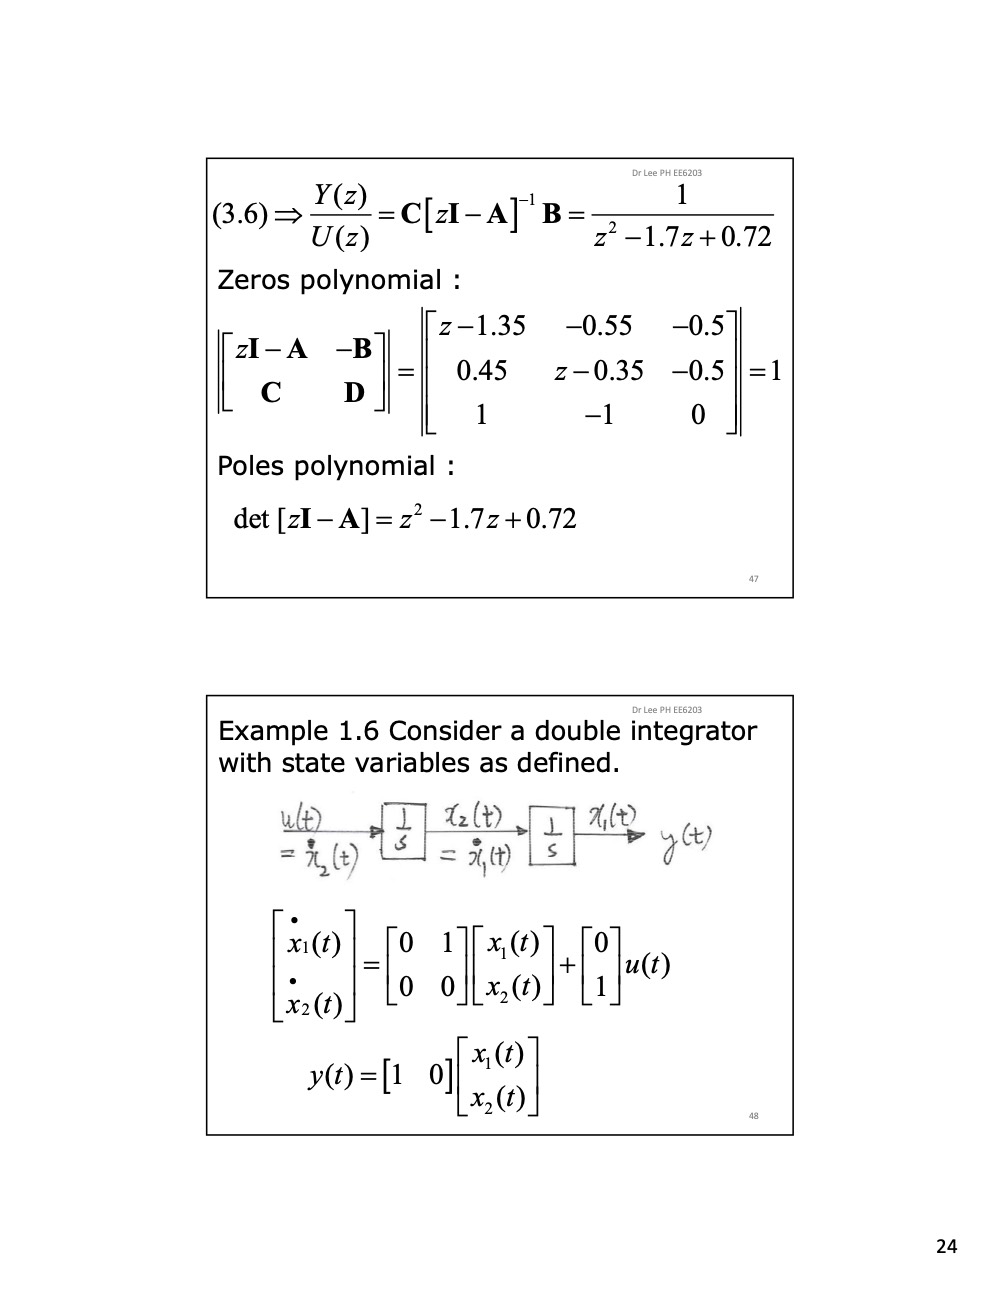 Dr Lee PH EE6203
(3.6) ⇒ Y(z)/U(z) = C[zI − A]⁻¹ B = 1/(z² − 1.7z + 0.72)
Zeros polynomial :
|[zI − A −B; C D]| = |[z − 1.35 −0.55 −0.5; 0.45 z − 0.35 −0.5; 1 −1 0]| = 1
Poles polynomial :
det [zI − A] = z² − 1.7z + 0.72
47
Dr Lee PH EE6203
Example 1.6 Consider a double integrator
with state variables as defined.
u(t) 1/s x₂(t) 1/s x₁(t) y(t)
= ẋ₂(t) = ẋ₁(t)
[ẋ₁(t); ẋ₂(t)] = [0 1; 0 0][x₁(t); x₂(t)] + [0; 1]u(t)
y(t) = [1 0][x₁(t); x₂(t)]
48
24